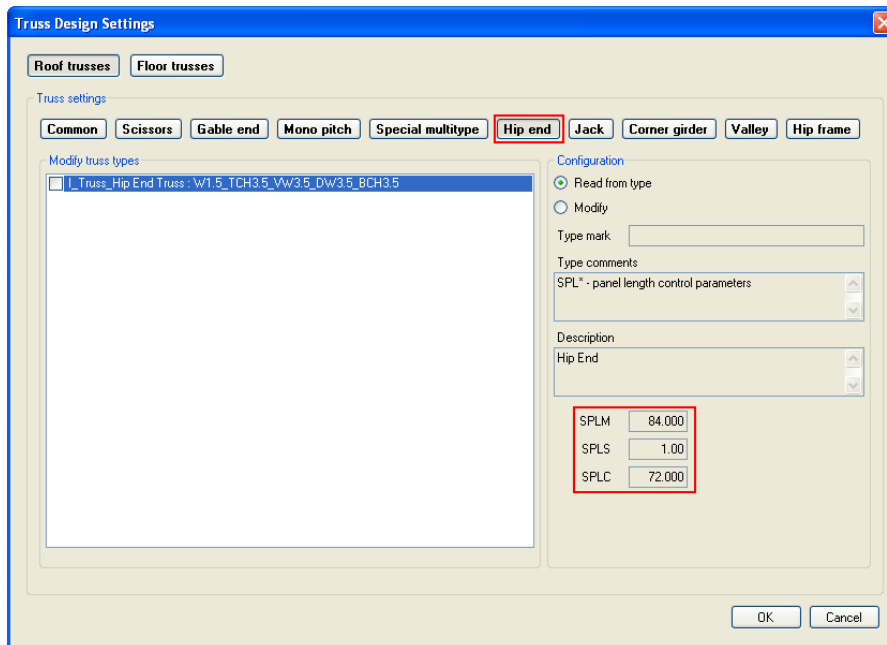 Truss Design Settings
Roof trusses Floor trusses
Truss settings
Common Scissors Gable end Mono pitch Special multitype Hip end Jack Corner girder Valley Hip frame
Modify truss types
I_Truss_Hip End Truss : W1.5_TCH3.5_VW3.5_DW3.5_BCH3.5
Configuration
Read from type
Modify
Type mark
Type comments
SPL* - panel length control parameters
Description
Hip End
SPLM 84.000
SPLS 1.00
SPLC 72.000
OK Cancel